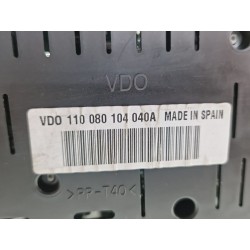 VDO
VDO 110 080 104 040A MADE IN SPAIN
>PP-T40<